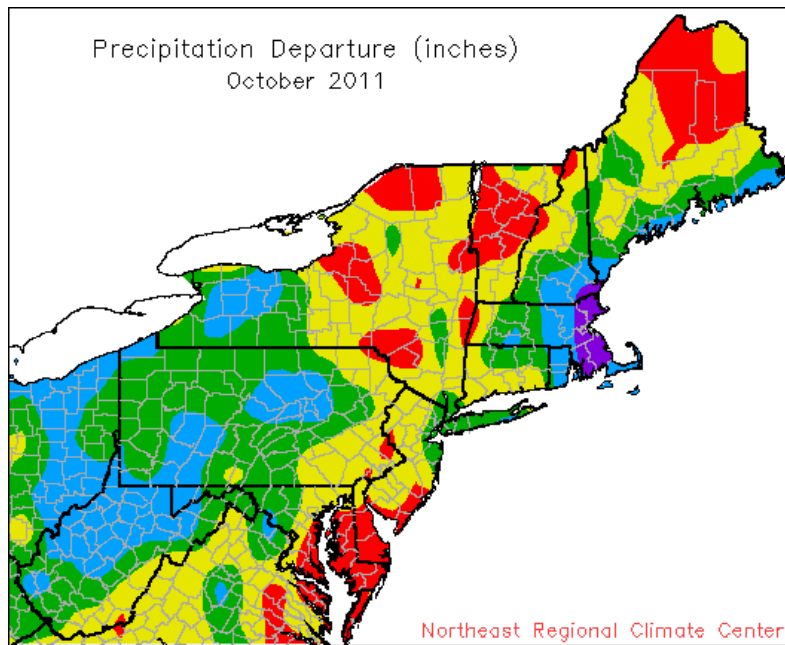 Precipitation Departure (inches)
October 2011
Northeast Regional Climate Center